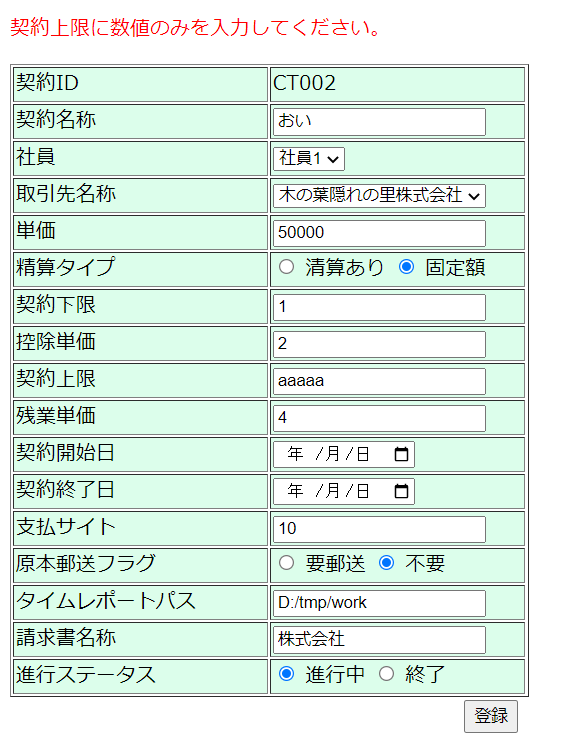 契約上限に数値のみを入力してください。
契約ID CT002
契約名称 おい
社員 社員1
取引先名称 木の葉隠れの里株式会社
単価 50000
精算タイプ 清算あり 固定額
契約下限 1
控除単価 2
契約上限 aaaaa
残業単価 4
契約開始日 年 /月/日
契約終了日 年 /月/日
支払サイト 10
原本郵送フラグ 要郵送 不要
タイムレポートパス D:/tmp/work
請求書名称 株式会社
進行ステータス 進行中 終了
登録